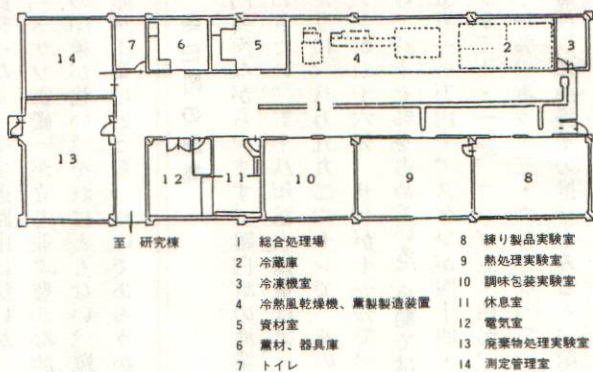 14
7
6
5
4
2
3
1
13
12
11
10
9
8
至 研究棟
1 総合処理場
2 冷蔵庫
3 冷凍機室
4 冷熱風乾燥機、薫製製造装置
5 資材室
6 薫材、器具庫
7 トイレ
8 練り製品実験室
9 熱処理実験室
10 調味包装実験室
11 休息室
12 電気室
13 廃棄物処理実験室
14 測定管理室